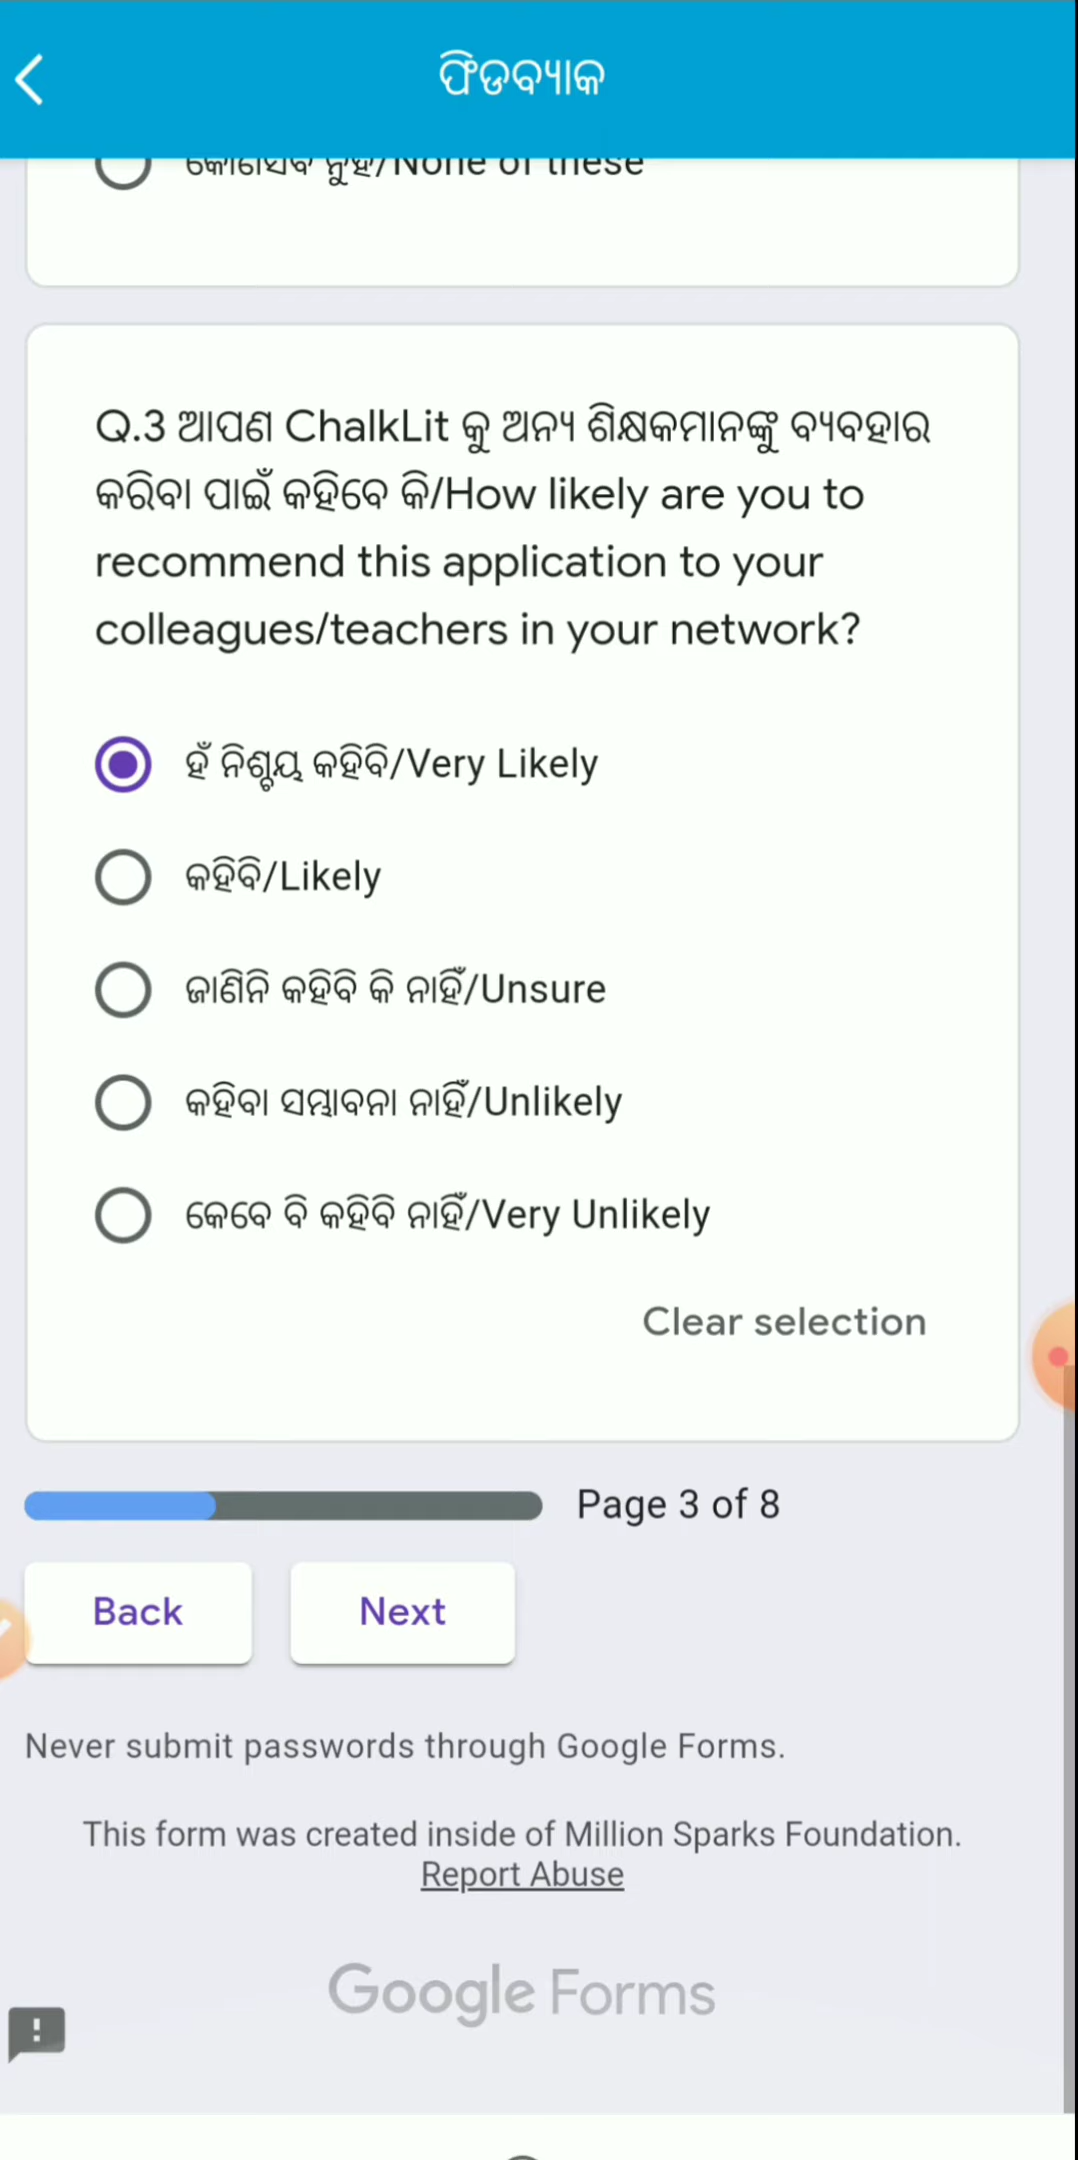 ଫିଡବ୍ୟାକ
None of these
Q.3 ଆପଣ ChalkLit କୁ ଅନ୍ୟ ଶିକ୍ଷକମାନଙ୍କୁ ବ୍ୟବହାର
କରିବା ପାଇଁ କହିବେ କି/How likely are you to
recommend this application to your
colleagues/teachers in your network?
ହଁ ନିଶ୍ଚୟ କହିବି/Very Likely
କହିବି/Likely
ଜାଣିନି କହିବି କି ନାହିଁ/Unsure
କହିବା ସମ୍ଭାବନା ନାହିଁ/Unlikely
କେବେ ବି କହିବି ନାହିଁ/Very Unlikely
Clear selection
Page 3 of 8
Back
Next
Never submit passwords through Google Forms.
This form was created inside of Million Sparks Foundation.
Report Abuse
Google Forms